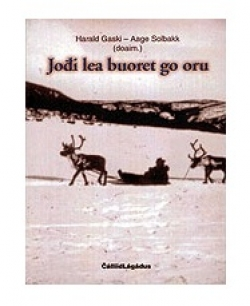 Harald Gaski – Aage Solbakk
(doaim.)
Jođi lea buoret go oru
ČálliidLágádus